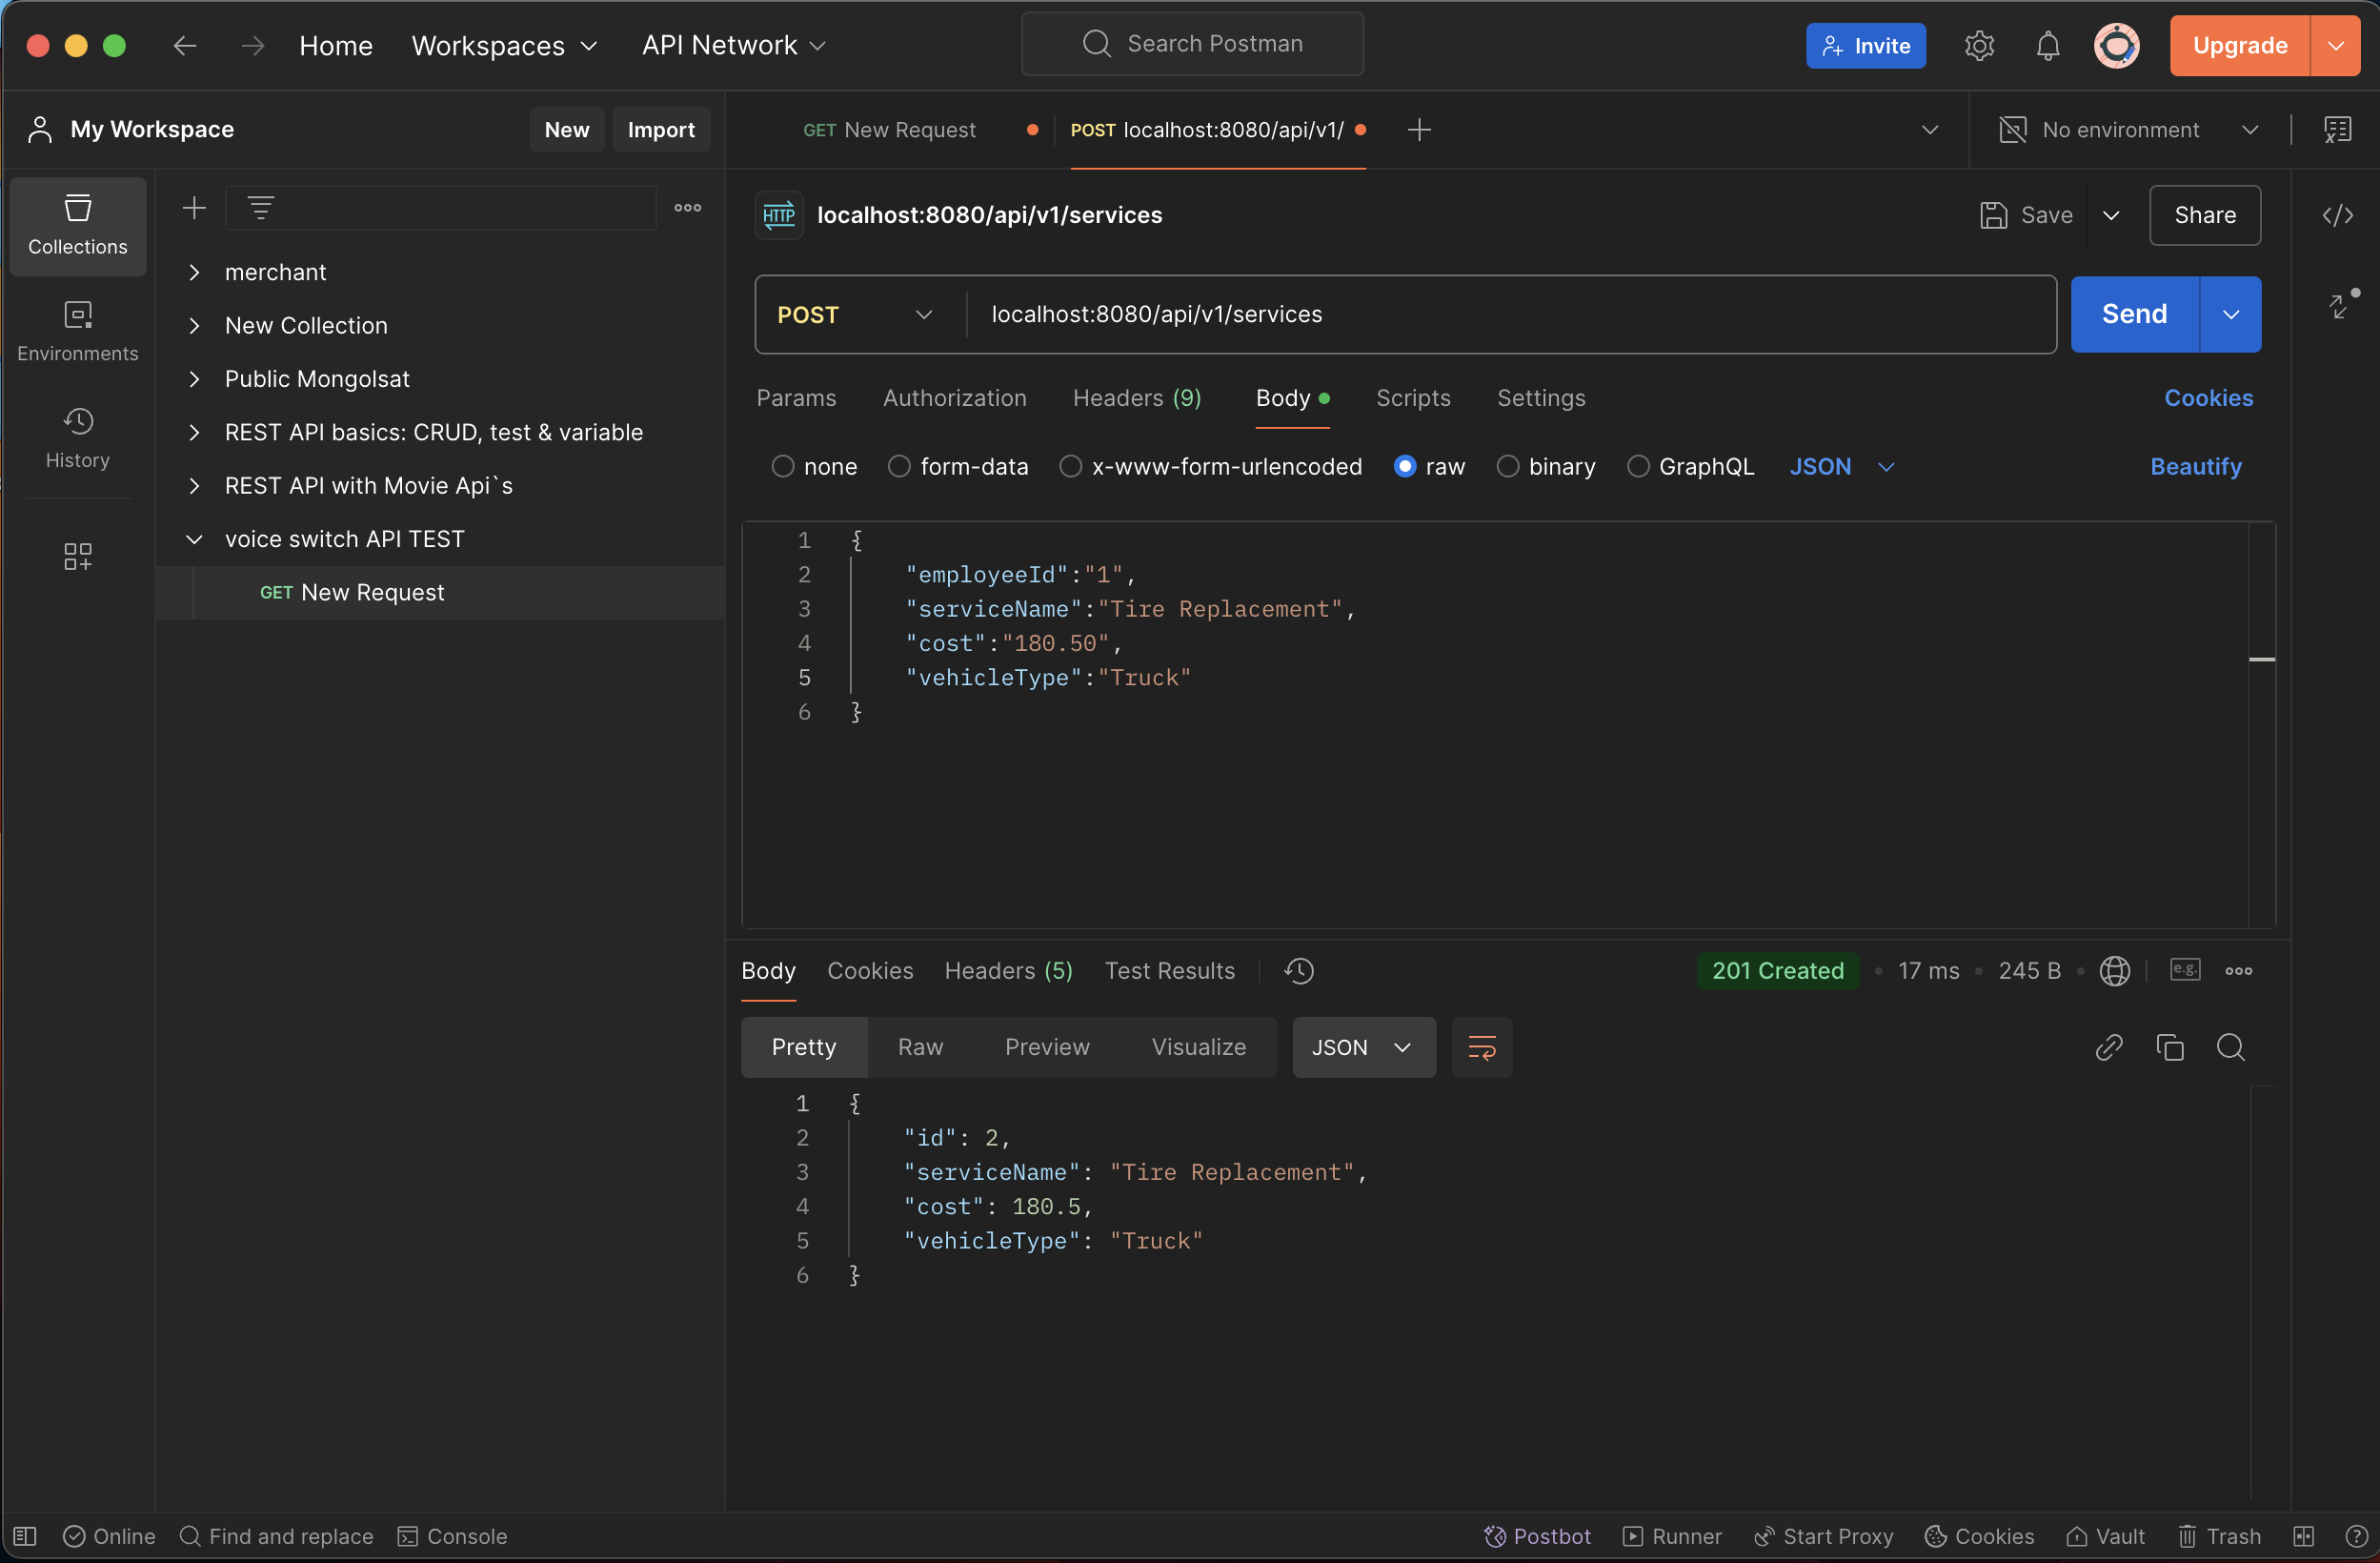 Home Workspaces API Network Search Postman Invite Upgrade
My Workspace New Import
GET New Request POST localhost:8080/api/v1/ No environment
Collections
Environments
History
merchant
New Collection
Public Mongolsat
REST API basics: CRUD, test & variable
REST API with Movie Api`s
voice switch API TEST
GET New Request
HTTP localhost:8080/api/v1/services Save Share
POST localhost:8080/api/v1/services Send
Params Authorization Headers (9) Body Scripts Settings Cookies
none form-data x-www-form-urlencoded raw binary GraphQL JSON Beautify
1 {
2 "employeeId":"1",
3 "serviceName":"Tire Replacement",
4 "cost":"180.50",
5 "vehicleType":"Truck"
6 }
Body Cookies Headers (5) Test Results 201 Created 17 ms 245 B e.g.
Pretty Raw Preview Visualize JSON
1 {
2 "id": 2,
3 "serviceName": "Tire Replacement",
4 "cost": 180.5,
5 "vehicleType": "Truck"
6 }
Online Find and replace Console Postbot Runner Start Proxy Cookies Vault Trash